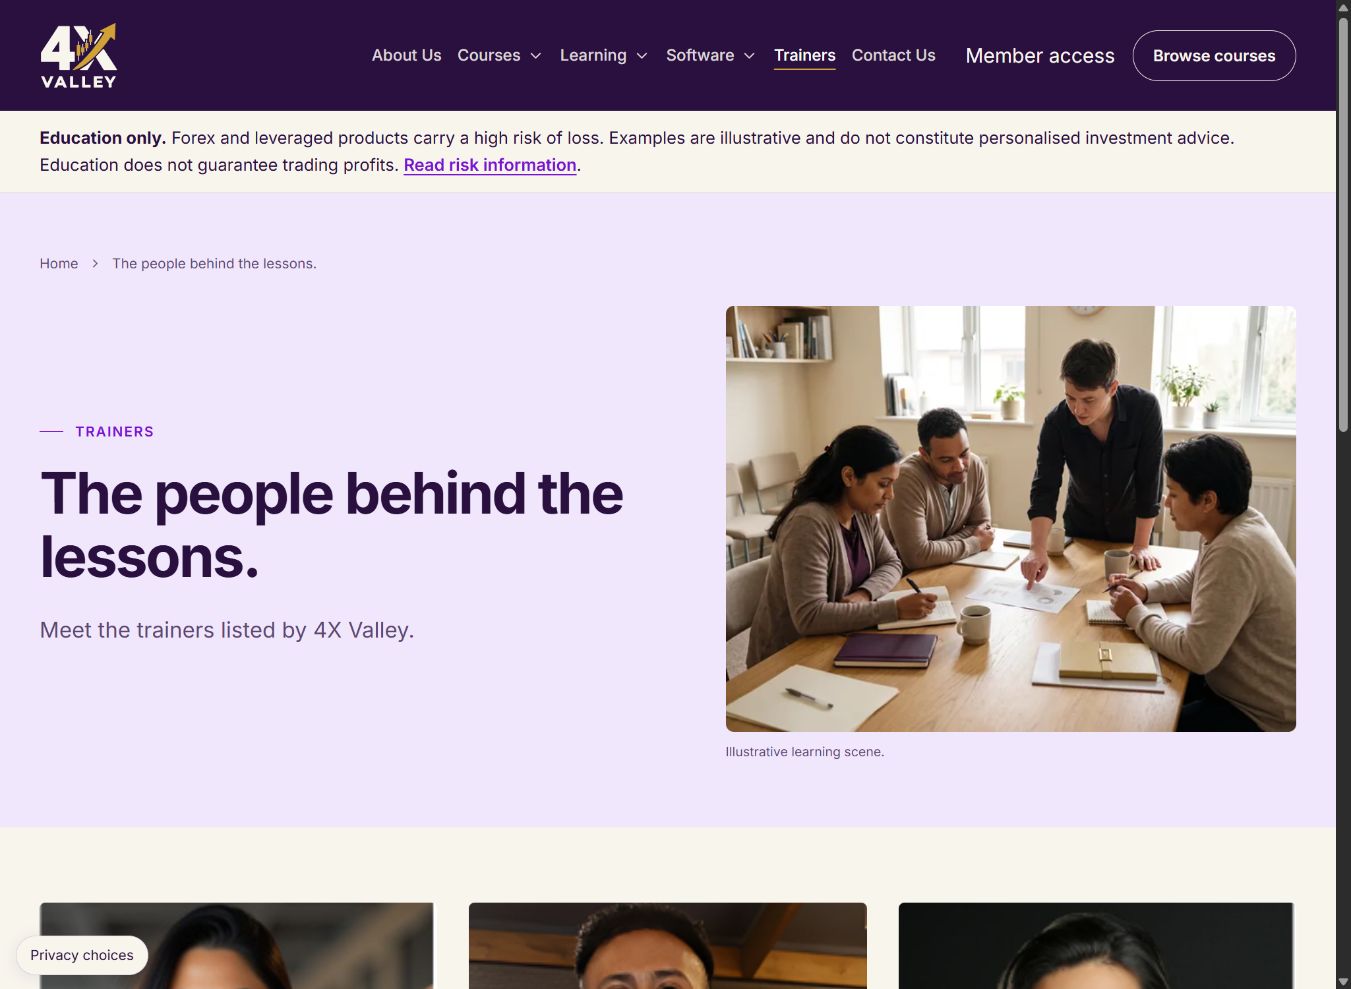 4X
VALLEY
About Us
Courses
Learning
Software
Trainers
Contact Us
Member access
Browse courses
Education only. Forex and leveraged products carry a high risk of loss. Examples are illustrative and do not constitute personalised investment advice.
Education does not guarantee trading profits. Read risk information.
Home
The people behind the lessons.
TRAINERS
The people behind the
lessons.
Meet the trainers listed by 4X Valley.
Illustrative learning scene.
Privacy choices